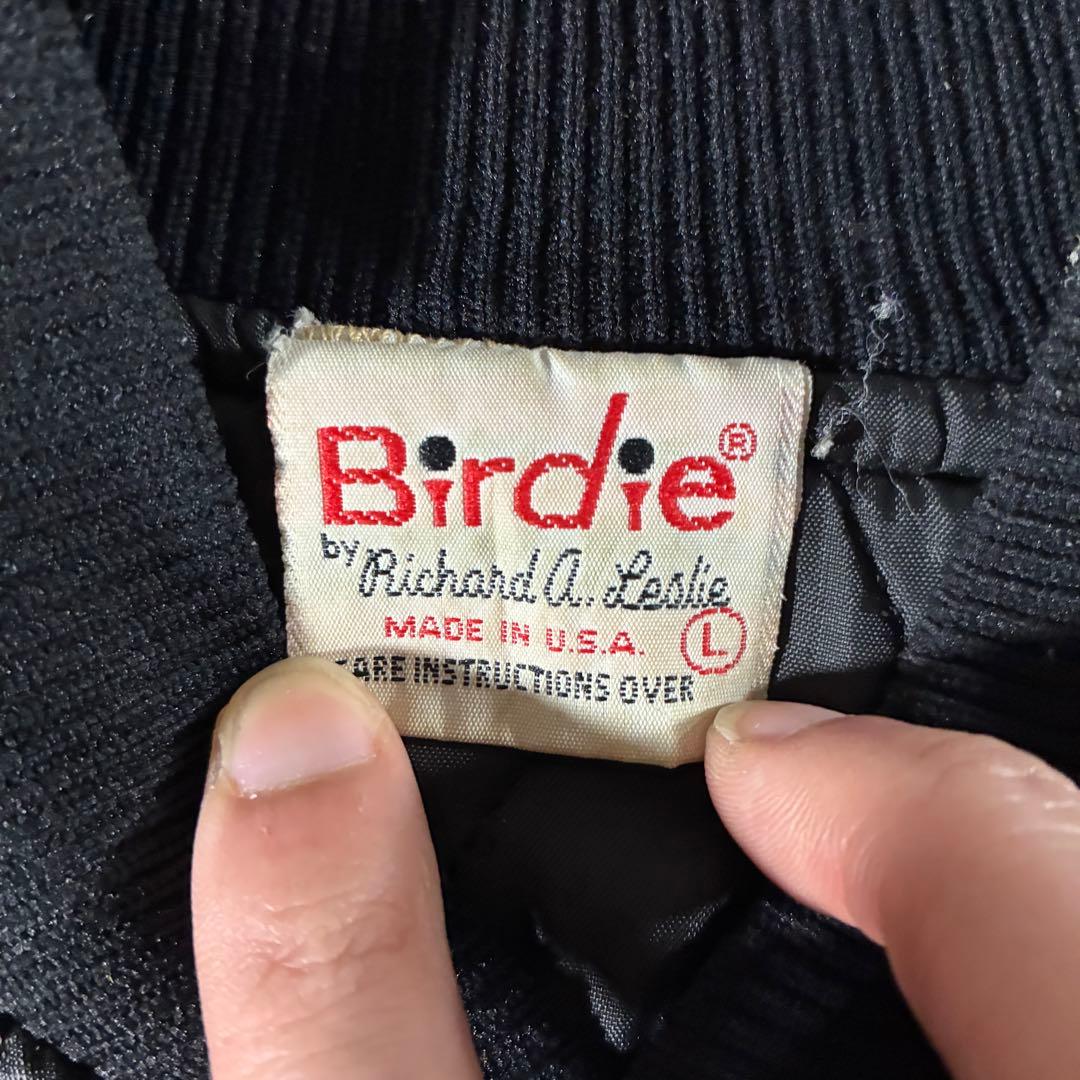 Birdie®
by Richard A. Leslie
MADE IN U.S.A. L
CARE INSTRUCTIONS OVER